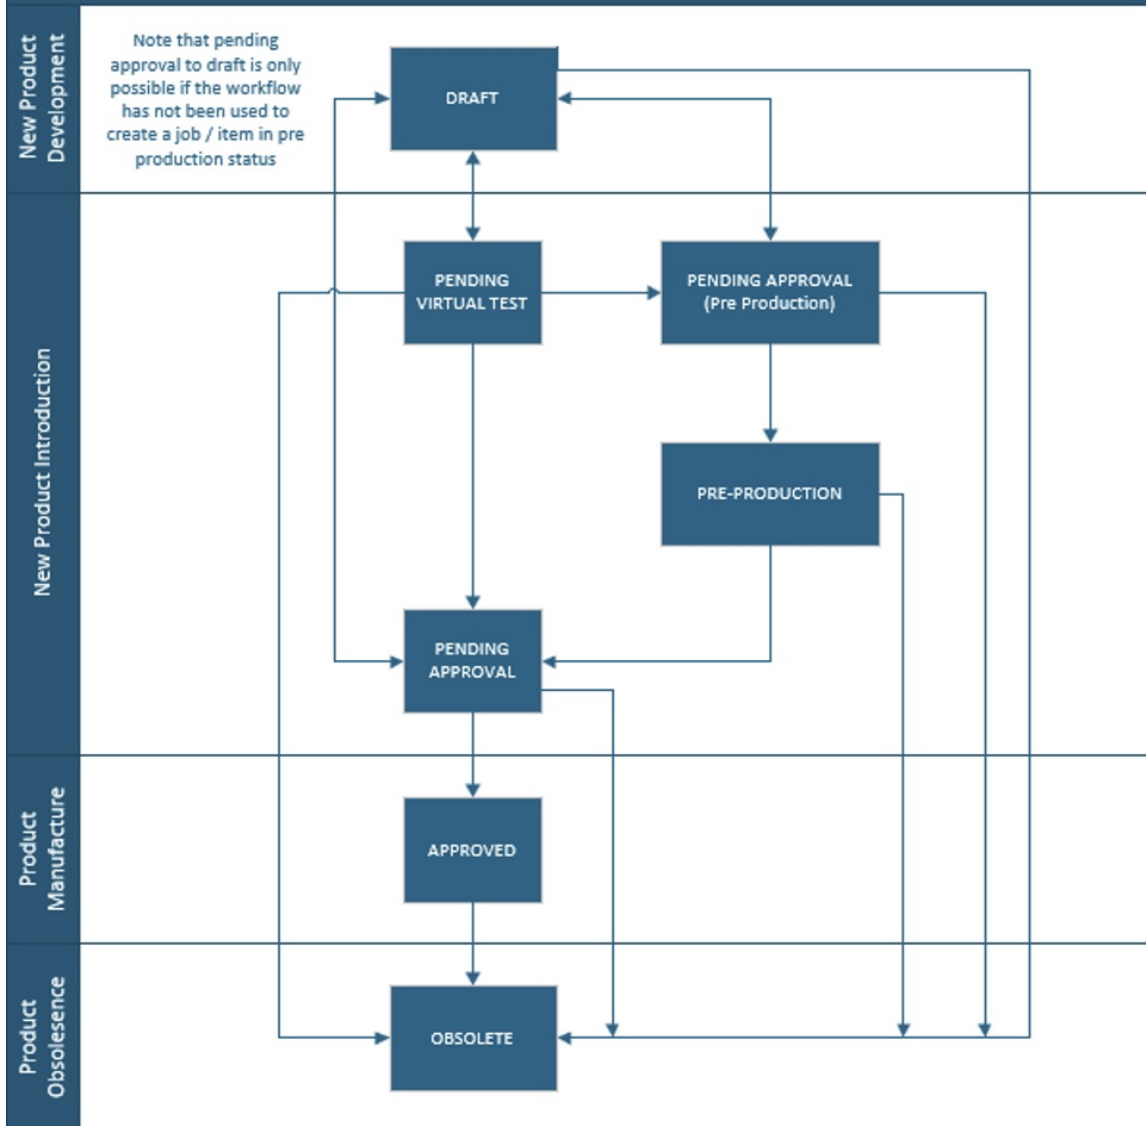 New Product
Development
Note that pending
approval to draft is only
possible if the workflow
has not been used to
create a job / item in pre
production status
DRAFT
New Product Introduction
PENDING
VIRTUAL TEST
PENDING APPROVAL
(Pre Production)
PRE-PRODUCTION
PENDING
APPROVAL
Product
Manufacture
APPROVED
Product
Obsolesence
OBSOLETE